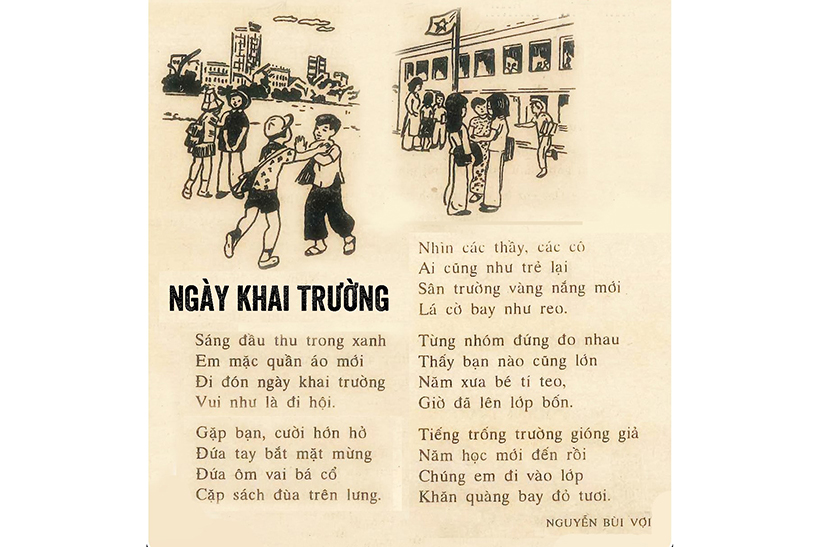 NGÀY KHAI TRƯỜNG
Sáng đầu thu trong xanh
Em mặc quần áo mới
Đi đón ngày khai trường
Vui như là đi hội.
Gặp bạn, cười hớn hở
Đứa tay bắt mặt mừng
Đứa ôm vai bá cổ
Cặp sách đùa trên lưng.
Nhìn các thầy, các cô
Ai cũng như trẻ lại
Sân trường vàng nắng mới
Lá cờ bay như reo.
Từng nhóm đứng đo nhau
Thấy bạn nào cũng lớn
Năm xưa bé tí teo,
Giờ đã lên lớp bốn.
Tiếng trống trường gióng giả
Năm học mới đến rồi
Chúng em đi vào lớp
Khăn quàng bay đỏ tươi.
NGUYỄN BÙI VỢI